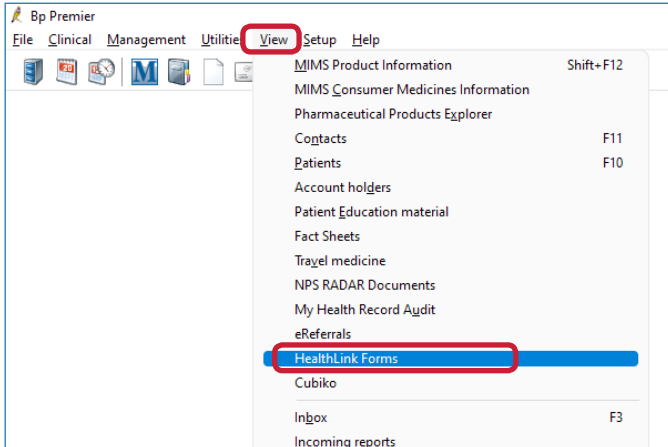 Bp Premier
File Clinical Management Utilities View Setup Help
MIMS Product Information Shift+F12
MIMS Consumer Medicines Information
Pharmaceutical Products Explorer
Contacts F11
Patients F10
Account holders
Patient Education material
Fact Sheets
Travel medicine
NPS RADAR Documents
My Health Record Audit
eReferrals
HealthLink Forms
Cubiko
Inbox F3
Incoming reports